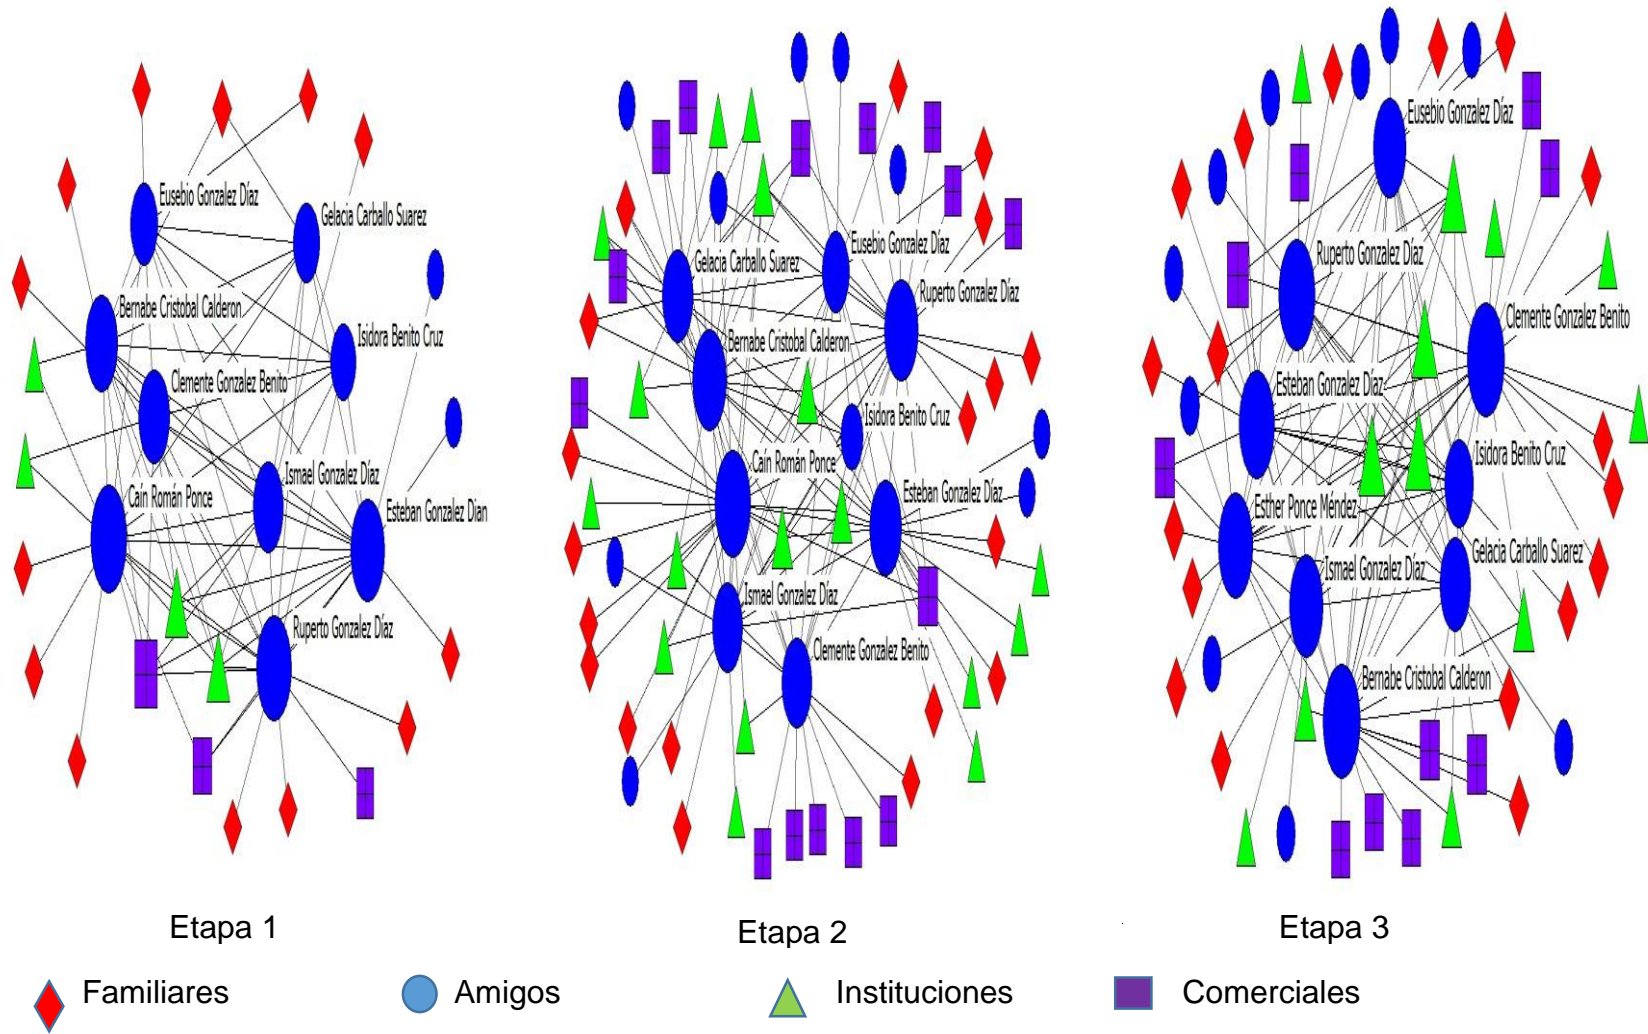 Eusebio Gonzalez Díaz
Gelacia Carballo Suarez
Bernabe Cristobal Calderon
Isidora Benito Cruz
Clemente Gonzalez Benito
Ismael Gonzalez Díaz
Caín Román Ponce
Esteban Gonzalez Dian
Ruperto Gonzalez Díaz
Etapa 1
Eusebio Gonzalez Díaz
Gelacia Carballo Suarez
Ruperto Gonzalez Díaz
Bernabe Cristobal Calderon
Isidora Benito Cruz
Caín Román Ponce
Esteban Gonzalez Díaz
Ismael Gonzalez Díaz
Clemente Gonzalez Benito
Etapa 2
Eusebio Gonzalez Díaz
Ruperto Gonzalez Díaz
Clemente Gonzalez Benito
Esteban Gonzalez Díaz
Isidora Benito Cruz
Esther Ponce Méndez
Gelacia Carballo Suarez
Ismael Gonzalez Díaz
Bernabe Cristobal Calderon
Etapa 3
Familiares
Amigos
Instituciones
Comerciales